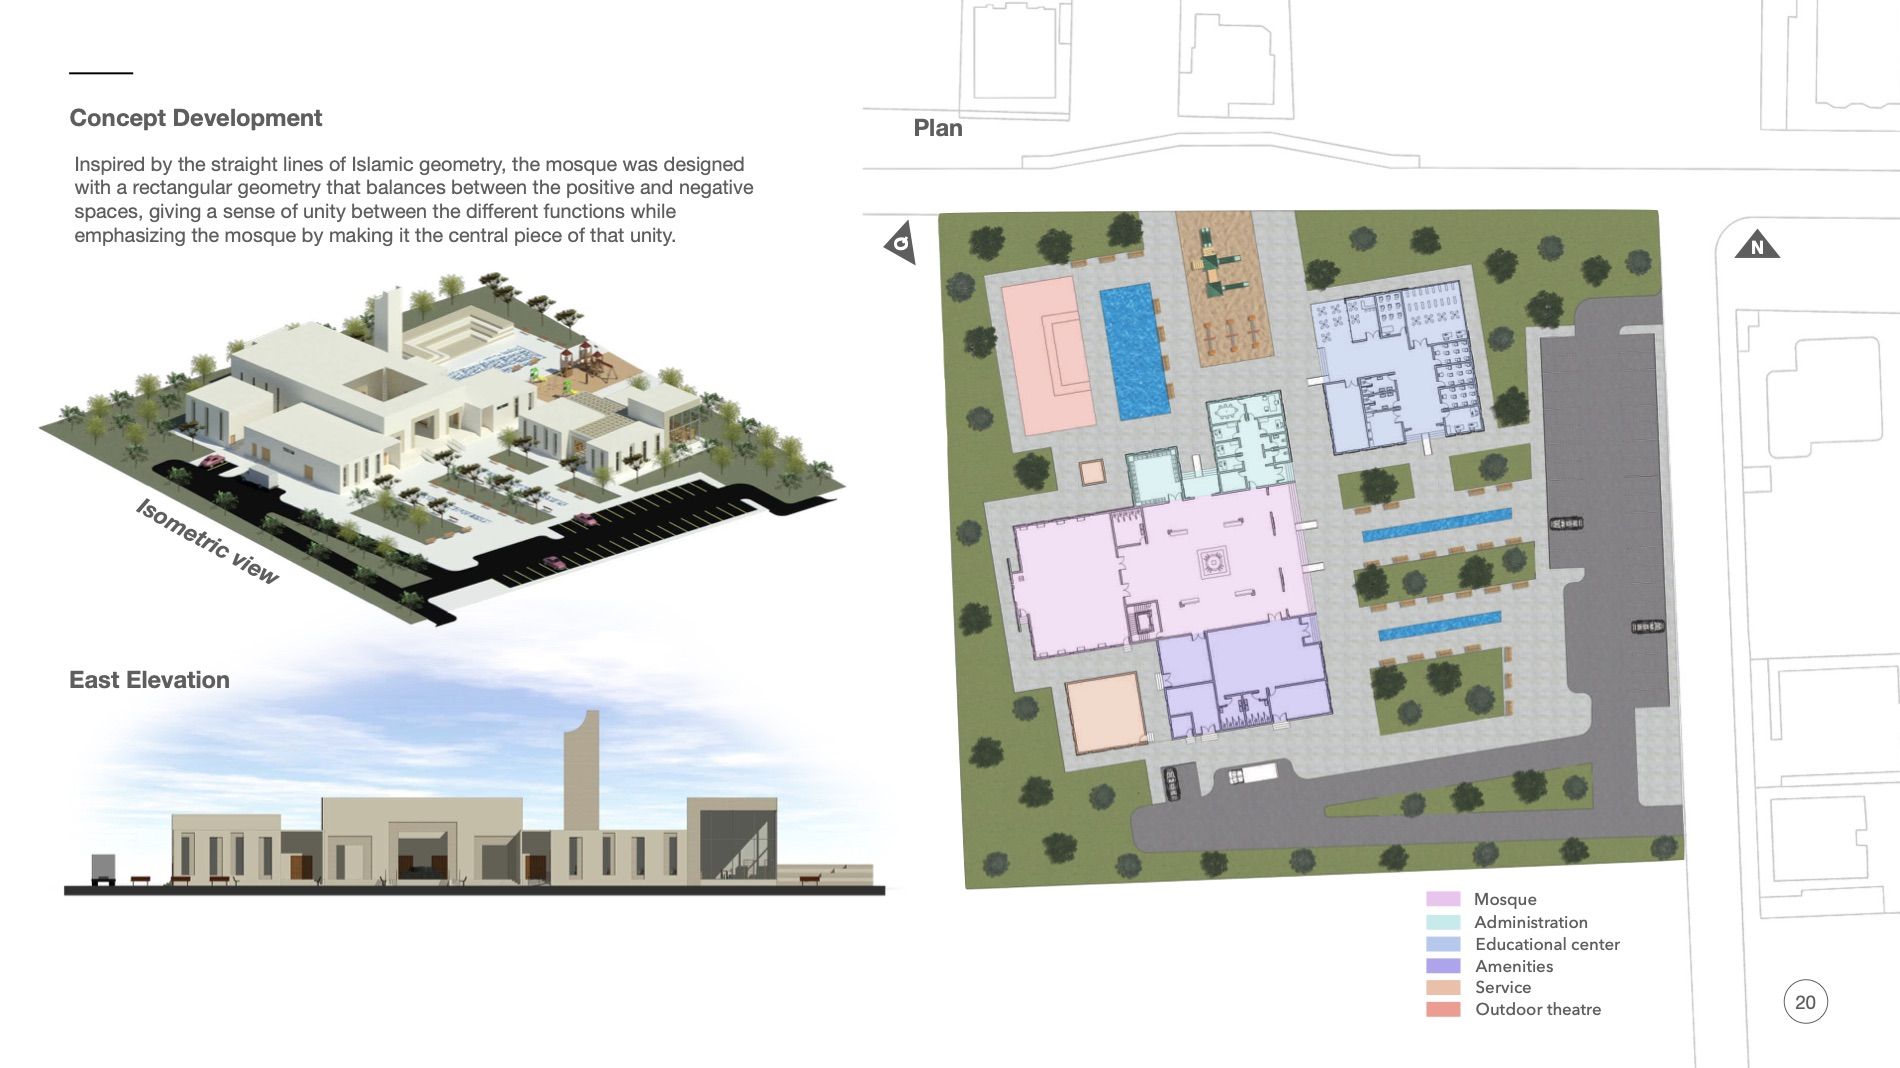 Concept Development
Inspired by the straight lines of Islamic geometry, the mosque was designed
with a rectangular geometry that balances between the positive and negative
spaces, giving a sense of unity between the different functions while
emphasizing the mosque by making it the central piece of that unity.
Isometric view
East Elevation
Plan
Q
N
Mosque
Administration
Educational center
Amenities
Service
Outdoor theatre
20